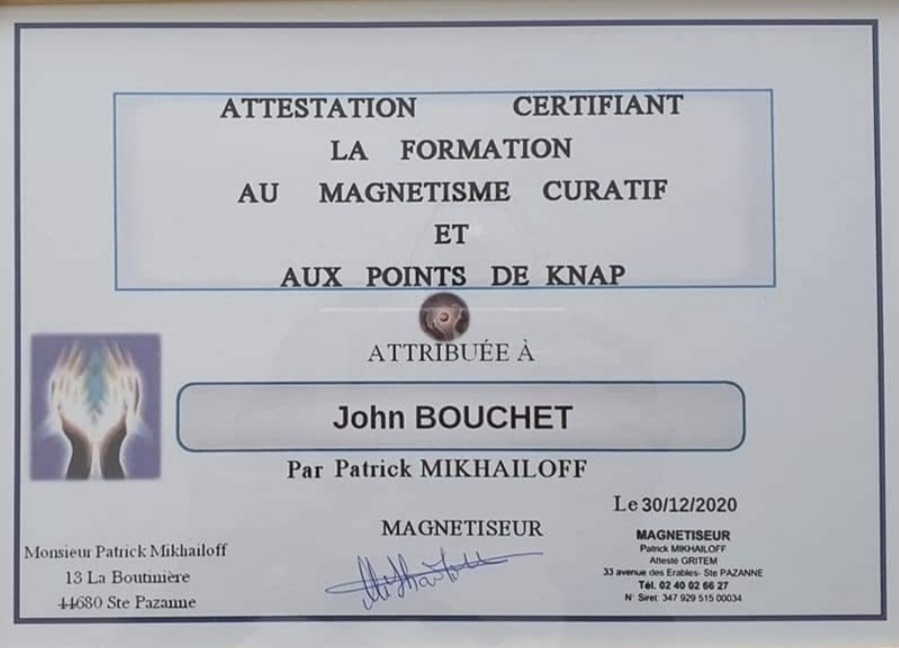 ATTESTATION CERTIFIANT
LA FORMATION
AU MAGNETISME CURATIF
ET
AUX POINTS DE KNAP
ATTRIBUÉE À
John BOUCHET
Par Patrick MIKHAILOFF
Le 30/12/2020
MAGNETISEUR
Monsieur Patrick Mikhailoff
13 La Boutinière
44680 Ste Pazanne
MAGNETISEUR
Patrick MIKHAILOFF
Attesté GRITEM
33 avenue des Erables- Ste PAZANNE
Tél. 02 40 02 66 27
N° Siret: 347 929 515 00034
Mikhailoff